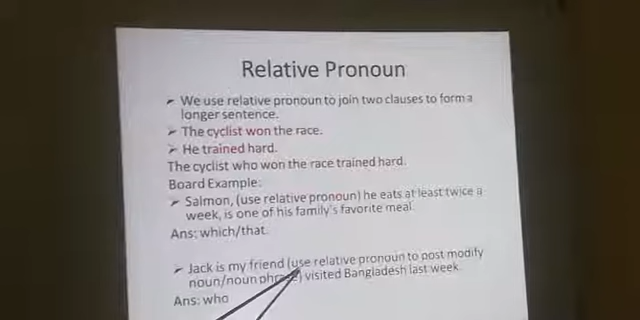 Relative Pronoun
➤ We use relative pronoun to join two clauses to form a
longer sentence.
➤ The cyclist won the race.
➤ He trained hard.
The cyclist who won the race trained hard.
Board Example:
➤ Salmon, (use relative pronoun) he eats at least twice a
week, is one of his family's favorite meal.
Ans: which/that.
➤ Jack is my friend (use relative pronoun to post modify
noun/noun phrase) visited Bangladesh last week.
Ans: who